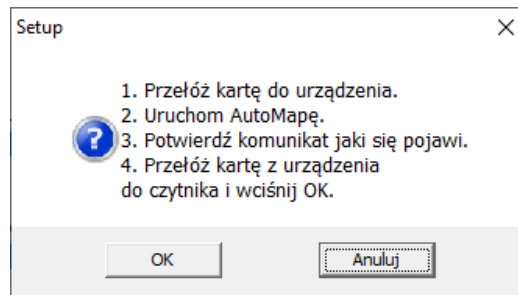 Setup
1. Przełóż kartę do urządzenia.
2. Uruchom AutoMapę.
3. Potwierdź komunikat jaki się pojawi.
4. Przełóż kartę z urządzenia
do czytnika i wciśnij OK.
OK
Anuluj